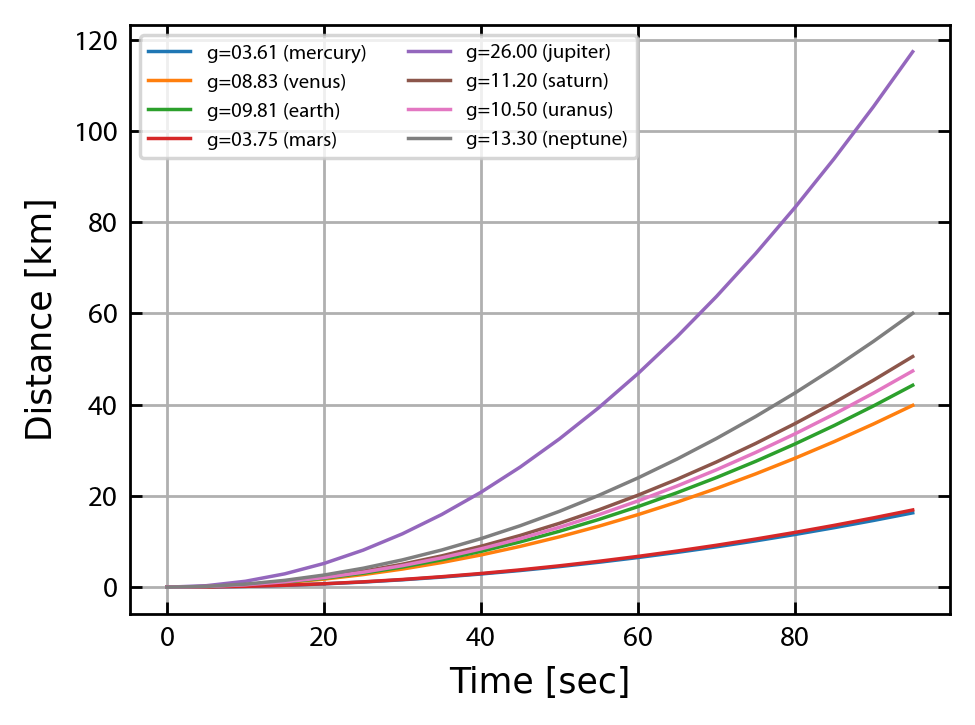 120
100
80
60
40
20
0
Distance [km]
g=03.61 (mercury)
g=08.83 (venus)
g=09.81 (earth)
g=03.75 (mars)
g=26.00 (jupiter)
g=11.20 (saturn)
g=10.50 (uranus)
g=13.30 (neptune)
0 20 40 60 80
Time [sec]